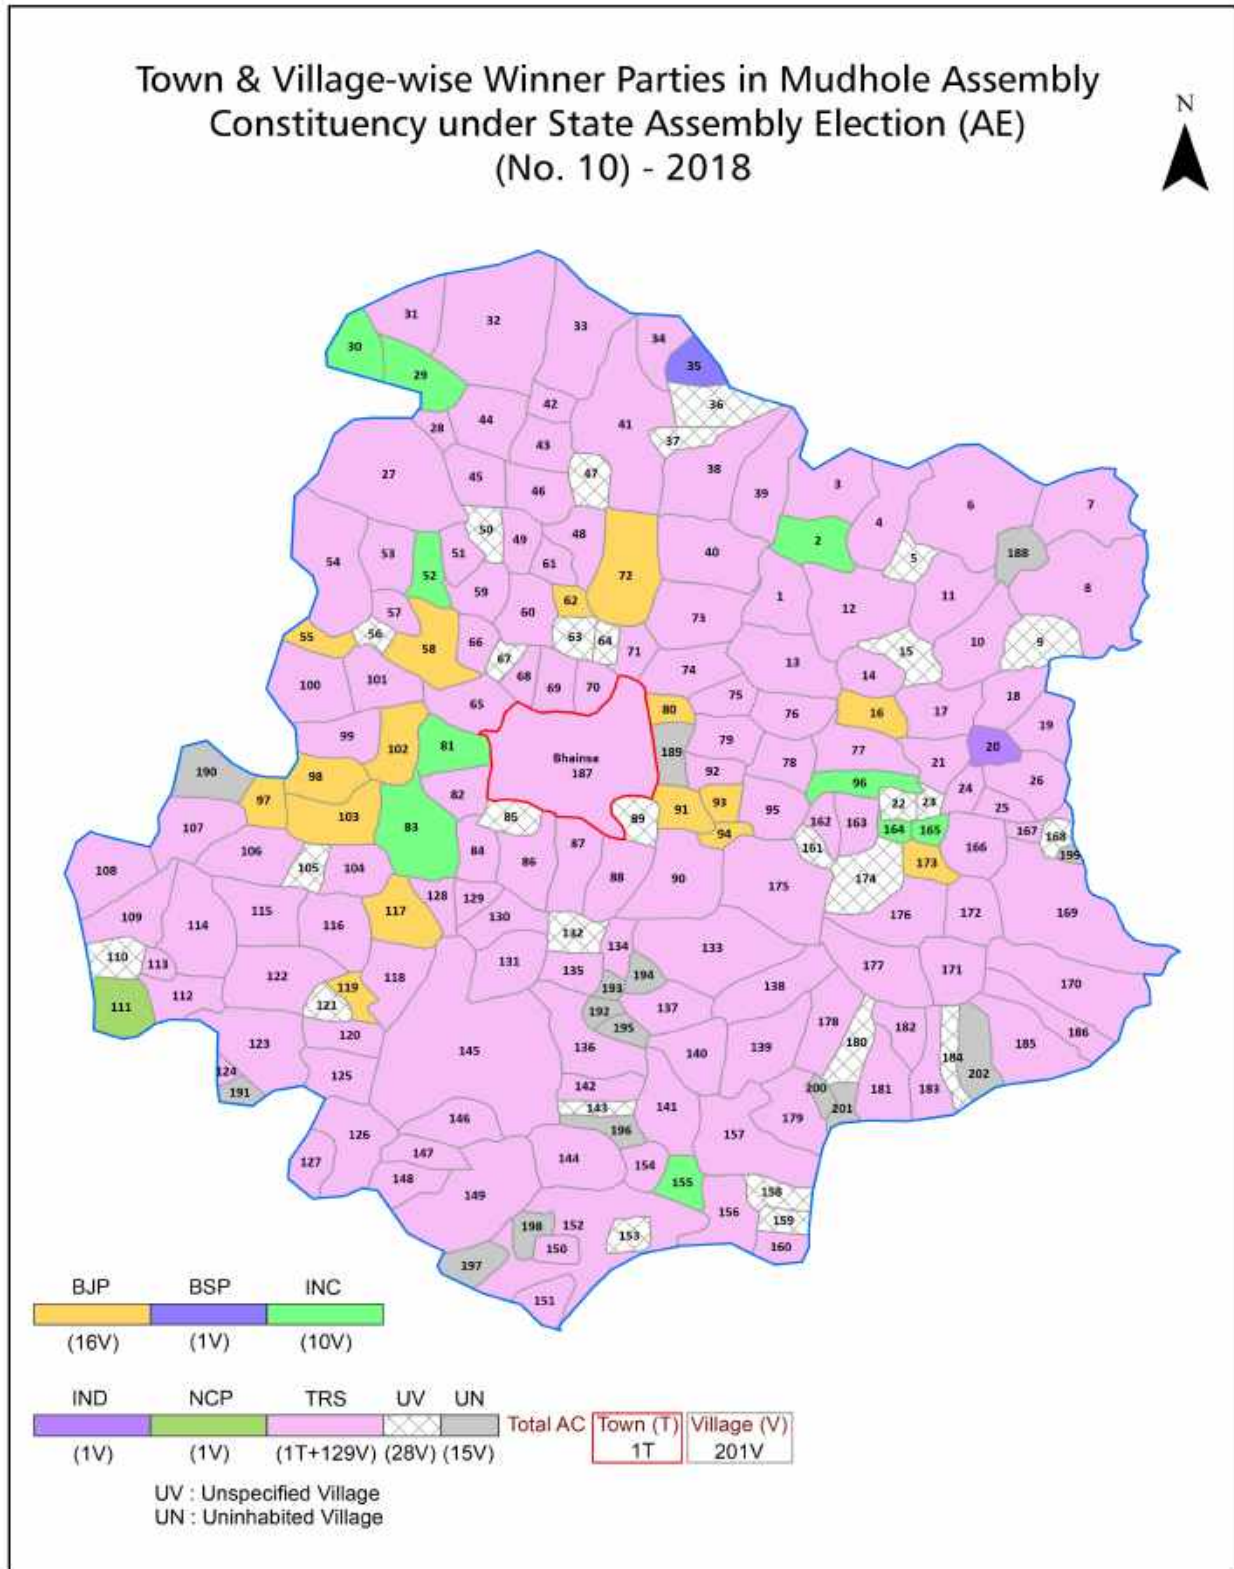 Town & Village-wise Winner Parties in Mudhole Assembly
Constituency under State Assembly Election (AE)
(No. 10) - 2018
N
31 32 33 34
30 29 35
42 36
28 44 41
43 37
27 45 38
47 3
46 39 6 7
50 4
49 48 2
53 51 40 5 188
54 61
52 72 8
59 62 1 11
57 60 12
56 63 64 73 10 9
55 58 66 71 15
67 13
101 68 74 14
100 69 70 75 18
65 80 76 16 17 19
99
102 81 79 77 20
Bhainsa
187
189 92 78 21
190 98 96 24 26
97 82 91 93 95 22 23 25
103 83 85 89 94 162 163 164 165 167 168
107 84 87 161 166 199
106 105 104 86 88 90 173
108 175 174
128 129
115 117 176 172 169
109 114 116 130
132 134 133
110 113 131 135 177 171
122 118 194
119 193 138 170
112 121 192 137
111 195 178 182
120 180 185 186
123 136 139
145 140 184
124 125 142 200 202
191 143 141 181 183
146 196 179 201
126 157
147 144
127 154
148 155
149 158
156
198 152 159
150 153
160
197
151
BJP BSP INC
(16V) (1V) (10V)
IND NCP TRS UV UN
Total AC Town (T) Village (V)
1T 201V
(1V) (1V) (1T+129V) (28V) (15V)
UV : Unspecified Village
UN : Uninhabited Village